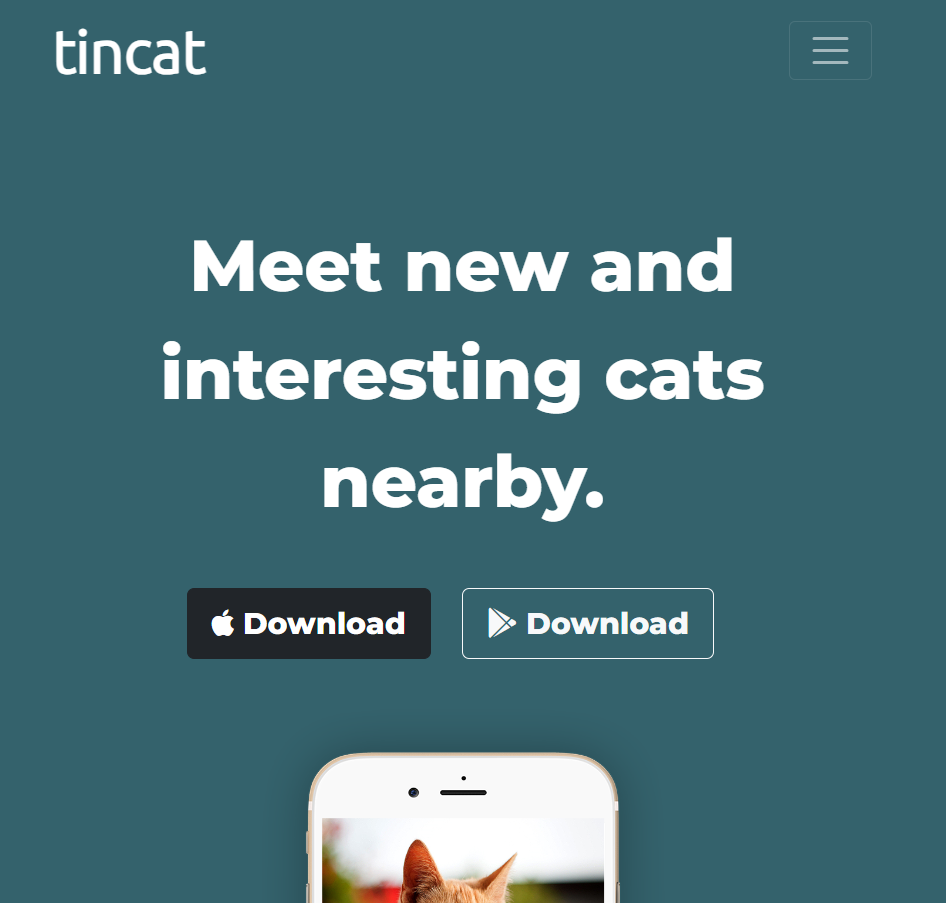 tincat
Meet new and
interesting cats
nearby.
Download
Download